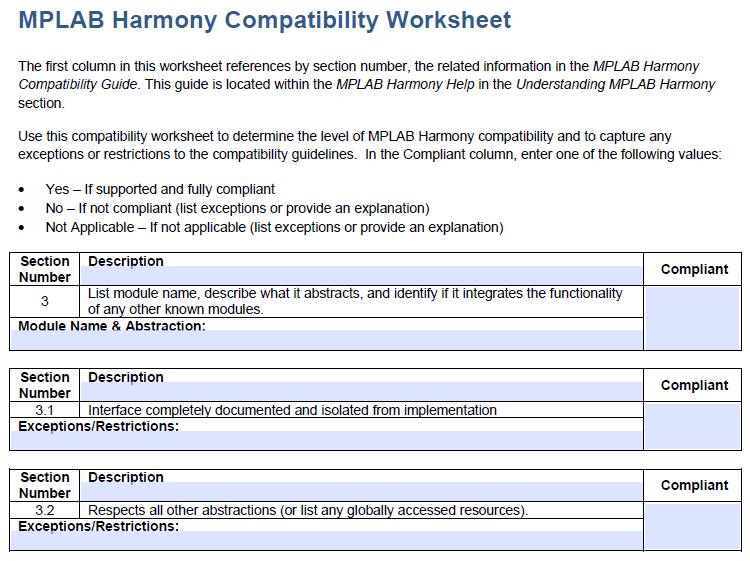 MPLAB Harmony Compatibility Worksheet
The first column in this worksheet references by section number, the related information in the MPLAB Harmony
Compatibility Guide. This guide is located within the MPLAB Harmony Help in the Understanding MPLAB Harmony
section.
Use this compatibility worksheet to determine the level of MPLAB Harmony compatibility and to capture any
exceptions or restrictions to the compatibility guidelines. In the Compliant column, enter one of the following values:
• Yes – If supported and fully compliant
• No – If not compliant (list exceptions or provide an explanation)
• Not Applicable – If not applicable (list exceptions or provide an explanation)
Section Description
Number Compliant
3 List module name, describe what it abstracts, and identify if it integrates the functionality
of any other known modules.
Module Name & Abstraction:
Section Description
Number Compliant
3.1 Interface completely documented and isolated from implementation
Exceptions/Restrictions:
Section Description
Number Compliant
3.2 Respects all other abstractions (or list any globally accessed resources).
Exceptions/Restrictions: